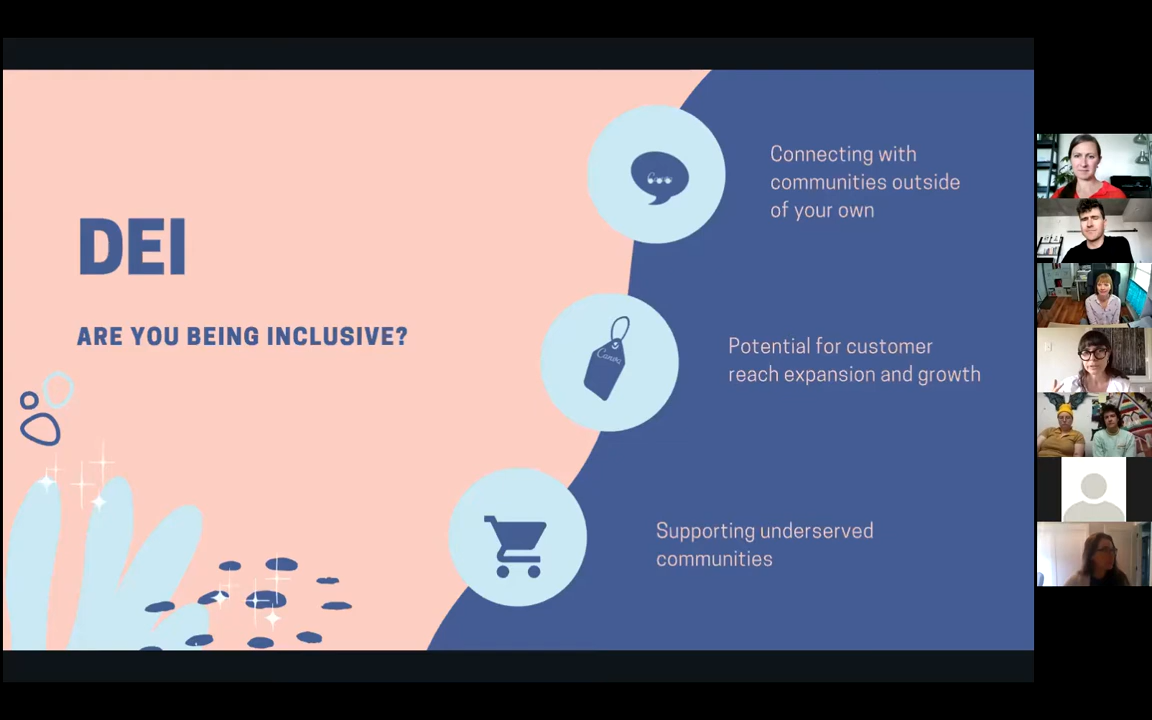 DEI
ARE YOU BEING INCLUSIVE?
Connecting with
communities outside
of your own
Canva
Potential for customer
reach expansion and growth
Supporting underserved
communities